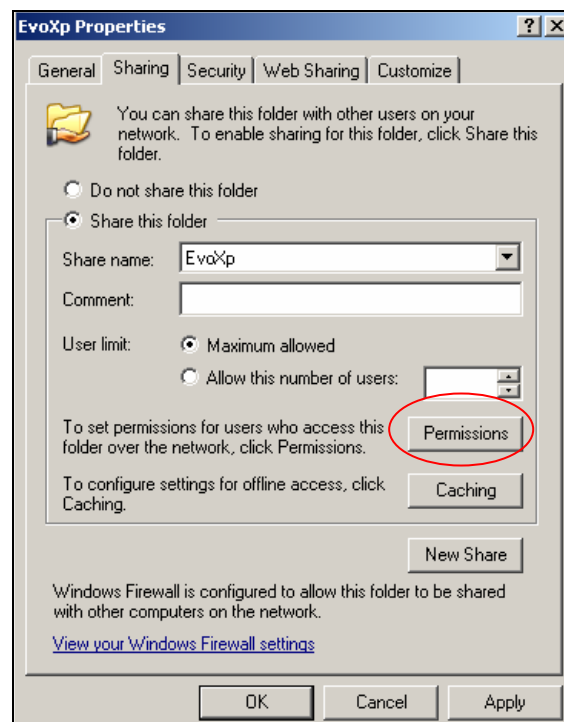 EvoXp Properties
General Sharing Security Web Sharing Customize
You can share this folder with other users on your
network. To enable sharing for this folder, click Share this
folder.
Do not share this folder
Share this folder
Share name: EvoXp
Comment:
User limit: Maximum allowed
Allow this number of users:
To set permissions for users who access this
folder over the network, click Permissions.
Permissions
To configure settings for offline access, click
Caching.
Caching
New Share
Windows Firewall is configured to allow this folder to be shared
with other computers on the network.
View your Windows Firewall settings
OK Cancel Apply